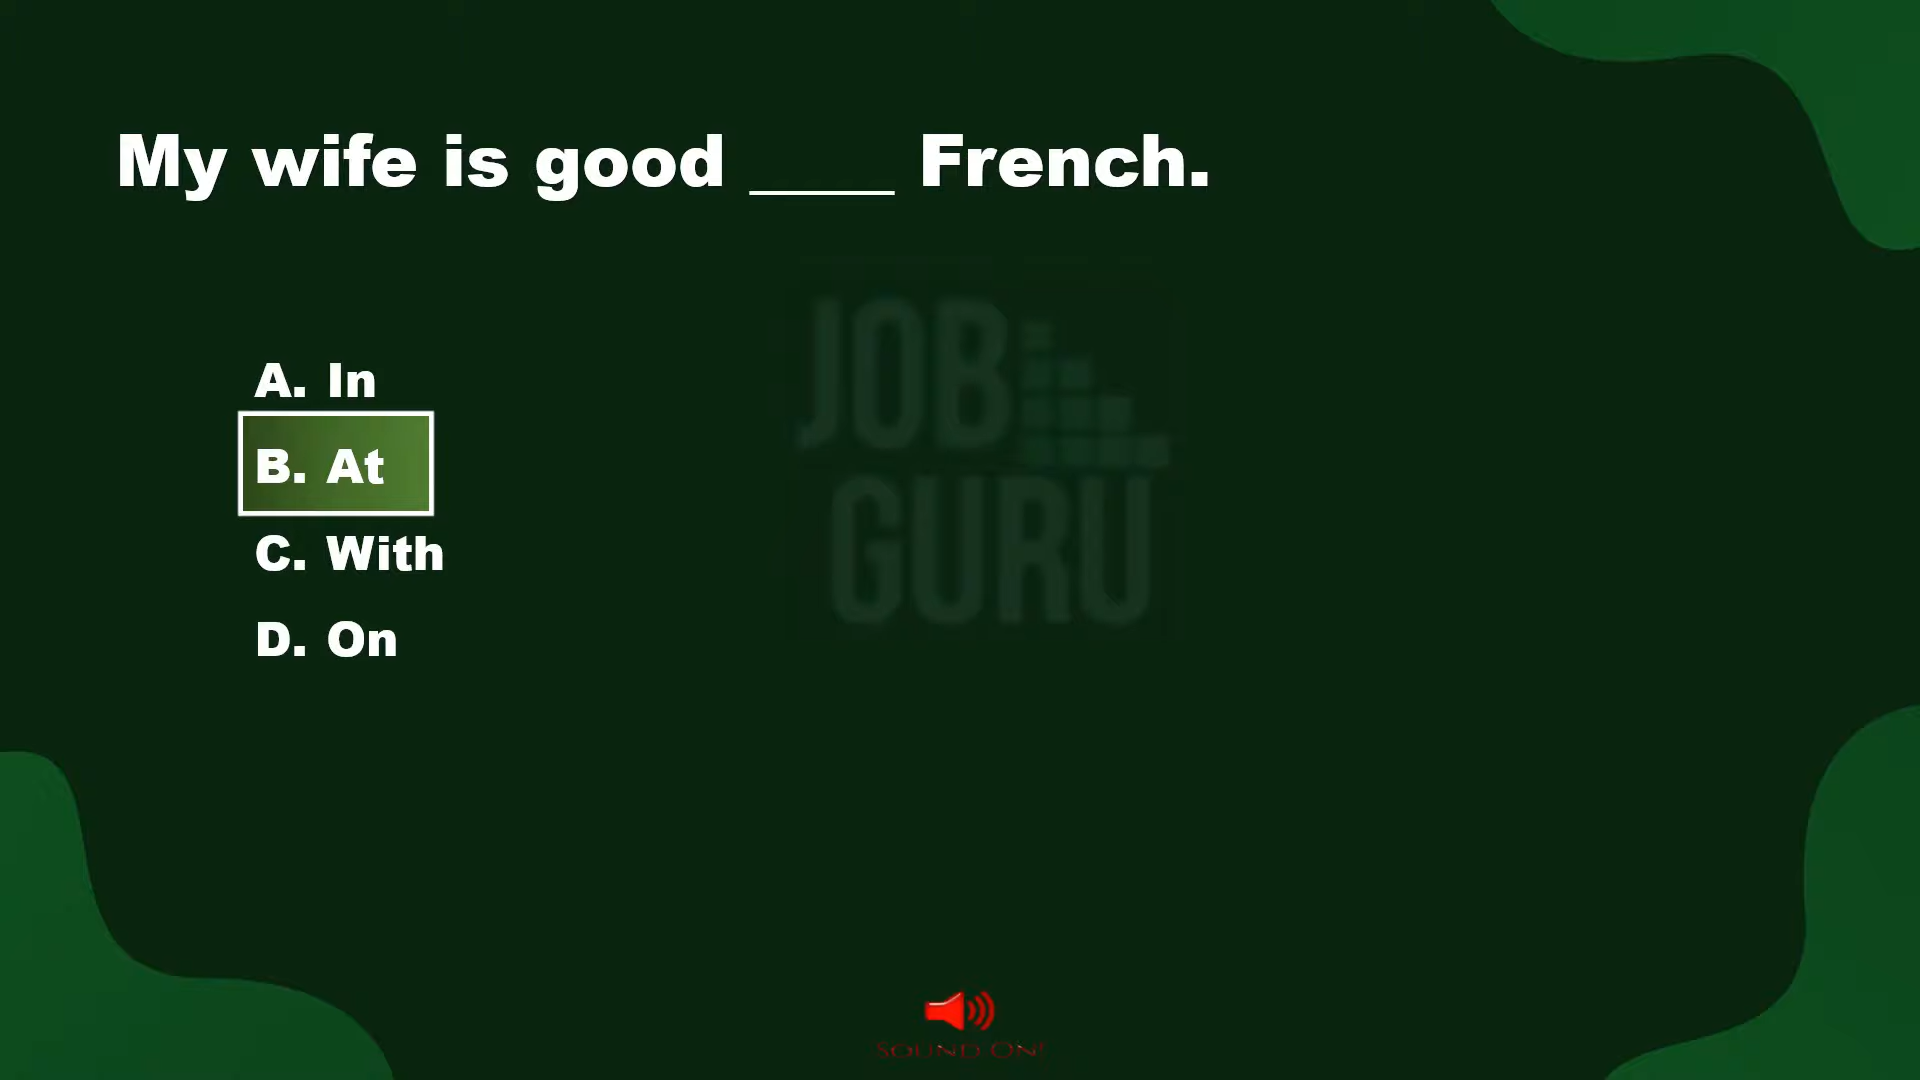 My wife is good ____ French.
A. In
B. At
C. With
D. On
JOB
GURU
SOUND ON!